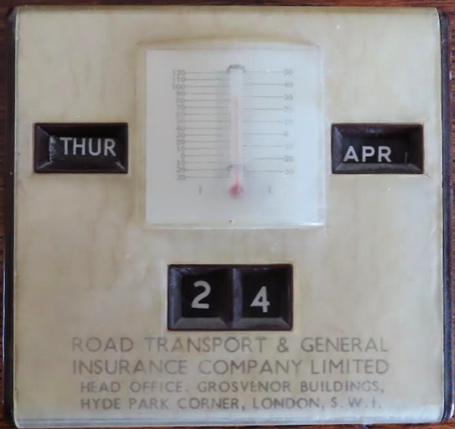 THUR
APR
2 4
ROAD TRANSPORT & GENERAL
INSURANCE COMPANY LIMITED
HEAD OFFICE. GROSVENOR BUILDINGS,
HYDE PARK CORNER, LONDON, S.W.1.